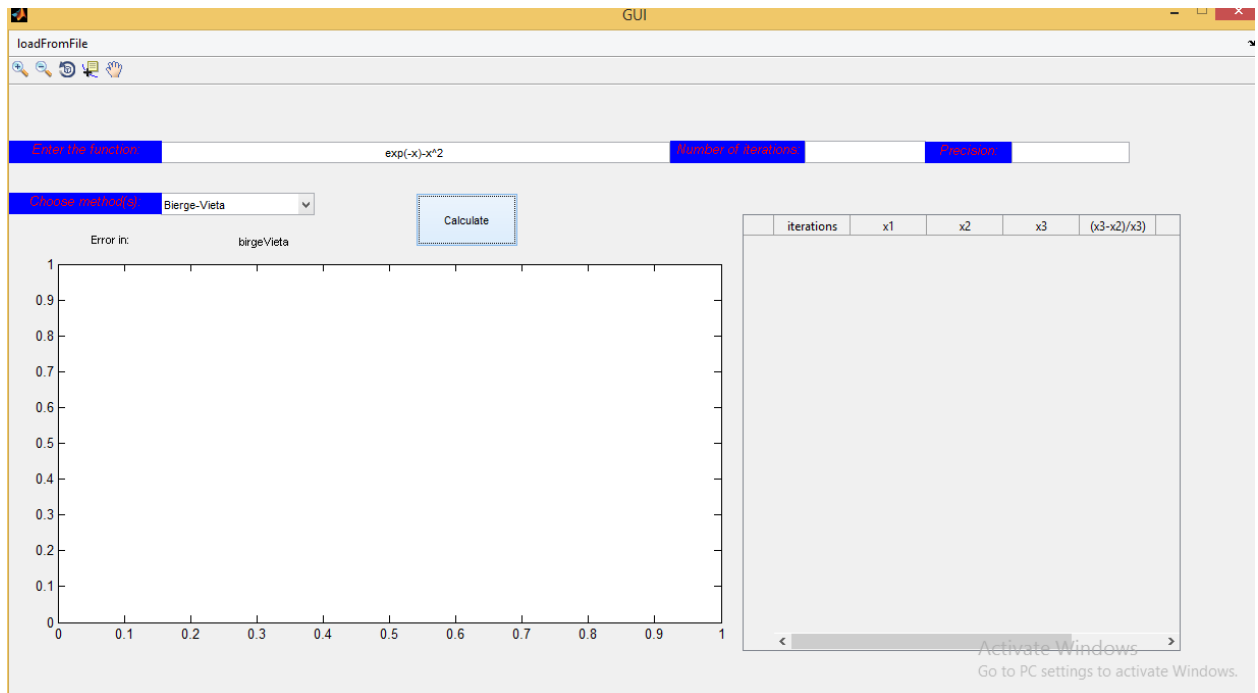 GUI
loadFromFile
Enter the function: exp(-x)-x^2 Number of iterations: Precision:
Choose method(s): Bierge-Vieta Calculate
Error in: birgeVieta
iterations x1 x2 x3 (x3-x2)/x3)
1
0.9
0.8
0.7
0.6
0.5
0.4
0.3
0.2
0.1
0
0 0.1 0.2 0.3 0.4 0.5 0.6 0.7 0.8 0.9 1
Activate Windows
Go to PC settings to activate Windows.